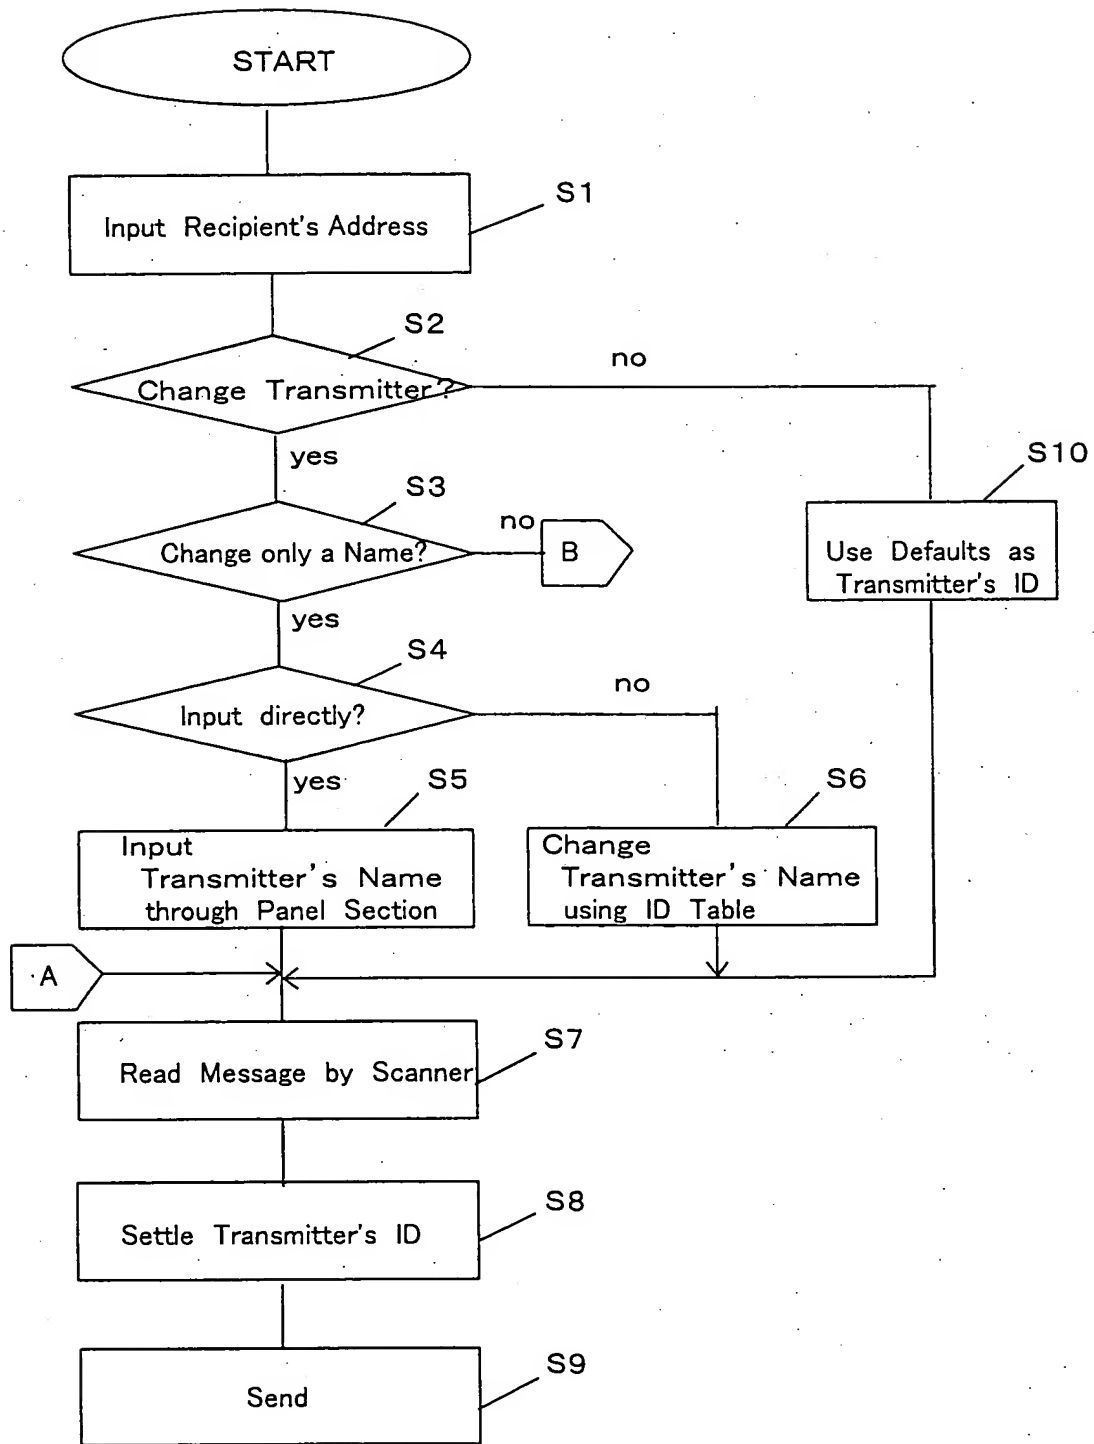 START
S1
Input Recipient's Address
S2
no
Change Transmitter?
yes
S10
S3
no
Change only a Name?
B
Use Defaults as
Transmitter's ID
yes
S4
no
Input directly?
yes
S5
S6
Input
Transmitter's Name
through Panel Section
Change
Transmitter's Name
using ID Table
A
S7
Read Message by Scanner
S8
Settle Transmitter's ID
S9
Send